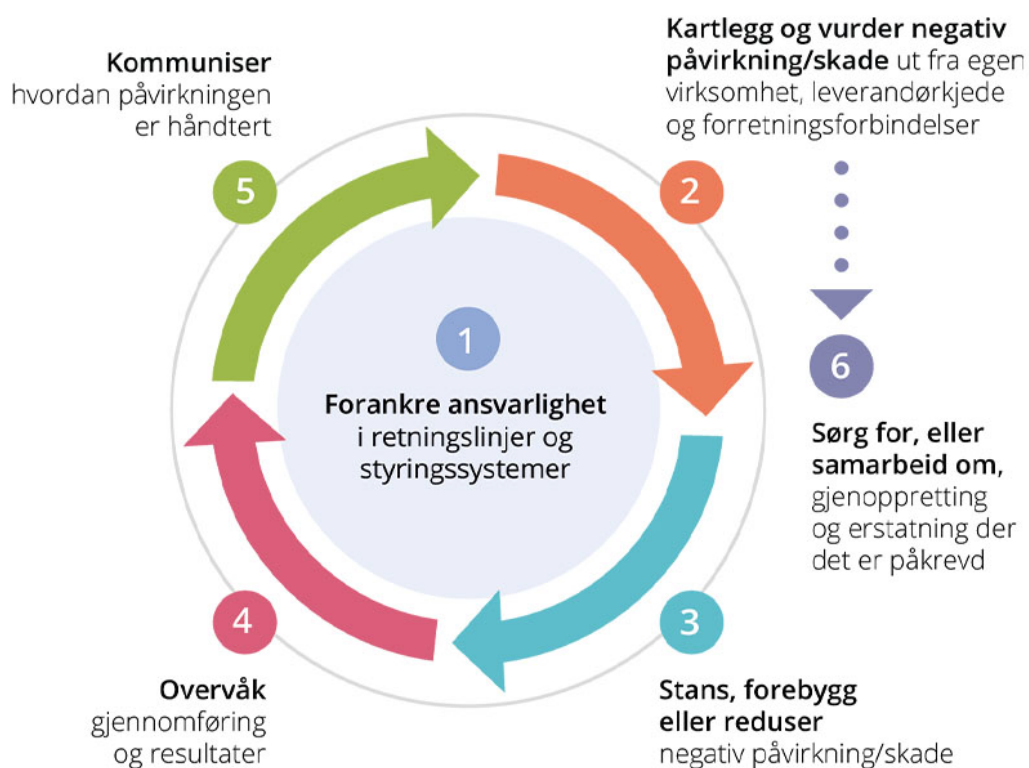 1
Forankre ansvarlighet
i retningslinjer og
styringssystemer
Kartlegg og vurder negativ
påvirkning/skade ut fra egen
virksomhet, leverandørkjede
og forretningsforbindelser
2
3
Stans, forebygg
eller reduser
negativ påvirkning/skade
4
Overvåk
gjennomføring
og resultater
Kommuniser
hvordan påvirkningen
er håndtert
5
6
Sørg for, eller
samarbeid om,
gjenoppretting
og erstatning der
det er påkrevd